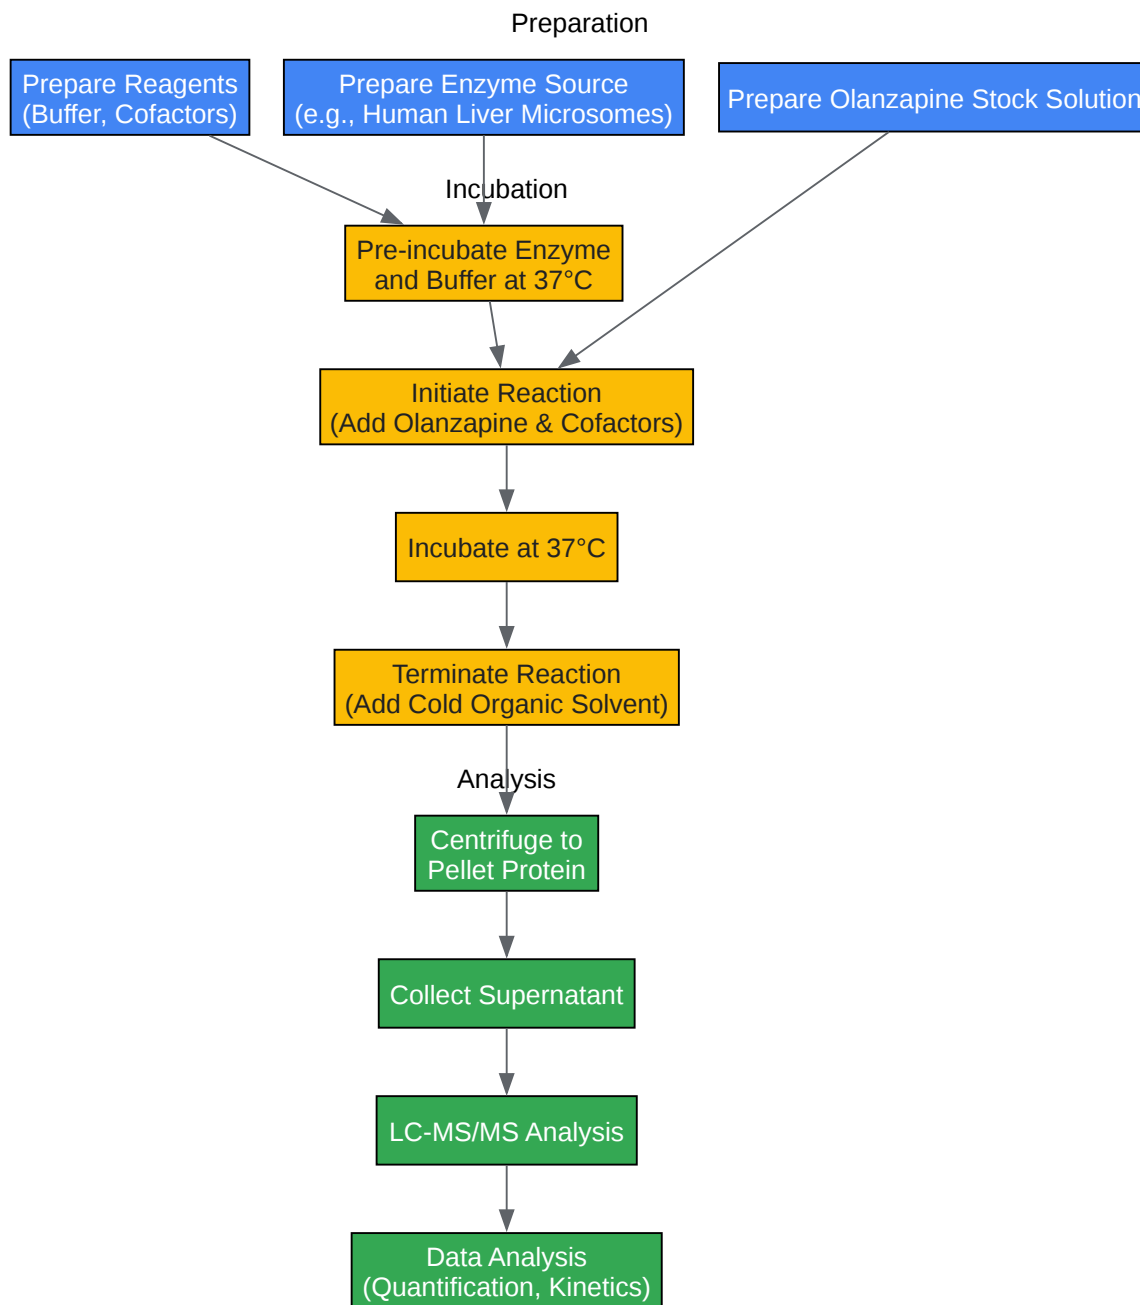 Preparation
Prepare Reagents
(Buffer, Cofactors)
Prepare Enzyme Source
(e.g., Human Liver Microsomes)
Prepare Olanzapine Stock Solution
Incubation
Pre-incubate Enzyme
and Buffer at 37°C
Initiate Reaction
(Add Olanzapine & Cofactors)
Incubate at 37°C
Terminate Reaction
(Add Cold Organic Solvent)
Analysis
Centrifuge to
Pellet Protein
Collect Supernatant
LC-MS/MS Analysis
Data Analysis
(Quantification, Kinetics)